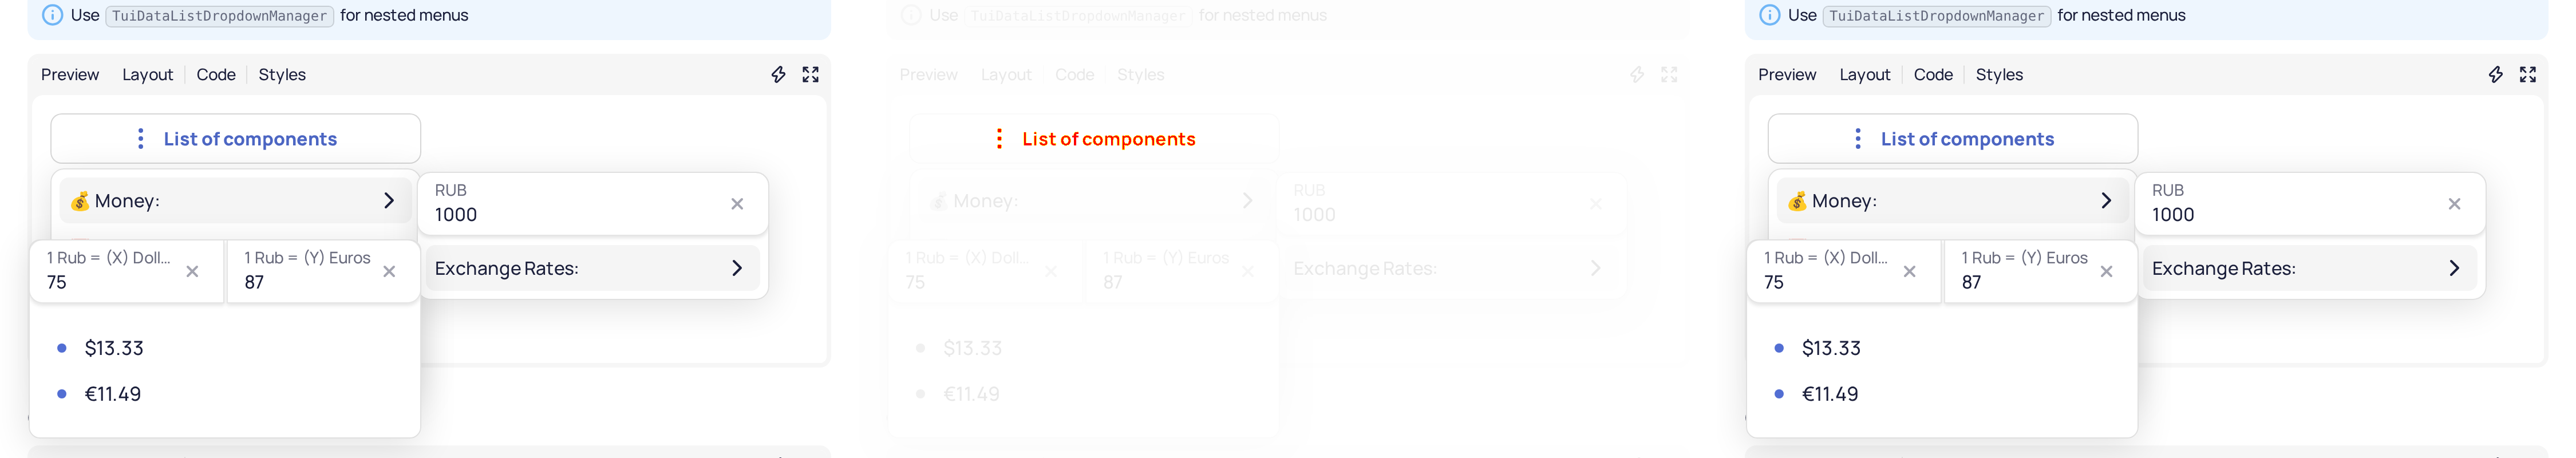 Use TuiDataListDropdownManager for nested menus
Preview Layout Code Styles
List of components
Money:
RUB
1000
1 Rub = (X) Doll...
75
1 Rub = (Y) Euros
87
Exchange Rates:
$13.33
€11.49
Use TuiDataListDropdownManager for nested menus
Preview Layout Code Styles
List of components
Money:
RUB
1000
1 Rub = (X) Doll...
75
1 Rub = (Y) Euros
87
Exchange Rates:
$13.33
€11.49
Use TuiDataListDropdownManager for nested menus
Preview Layout Code Styles
List of components
Money:
RUB
1000
1 Rub = (X) Doll...
75
1 Rub = (Y) Euros
87
Exchange Rates:
$13.33
€11.49